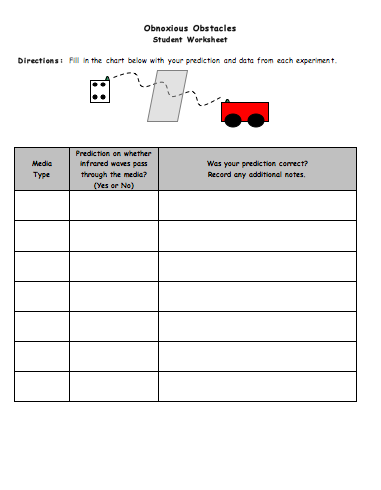 Obnoxious Obstacles
Student Worksheet
Directions: Fill in the chart below with your prediction and data from each experiment.
Media
Type
Prediction on whether
infrared waves pass
through the media?
(Yes or No)
Was your prediction correct?
Record any additional notes.